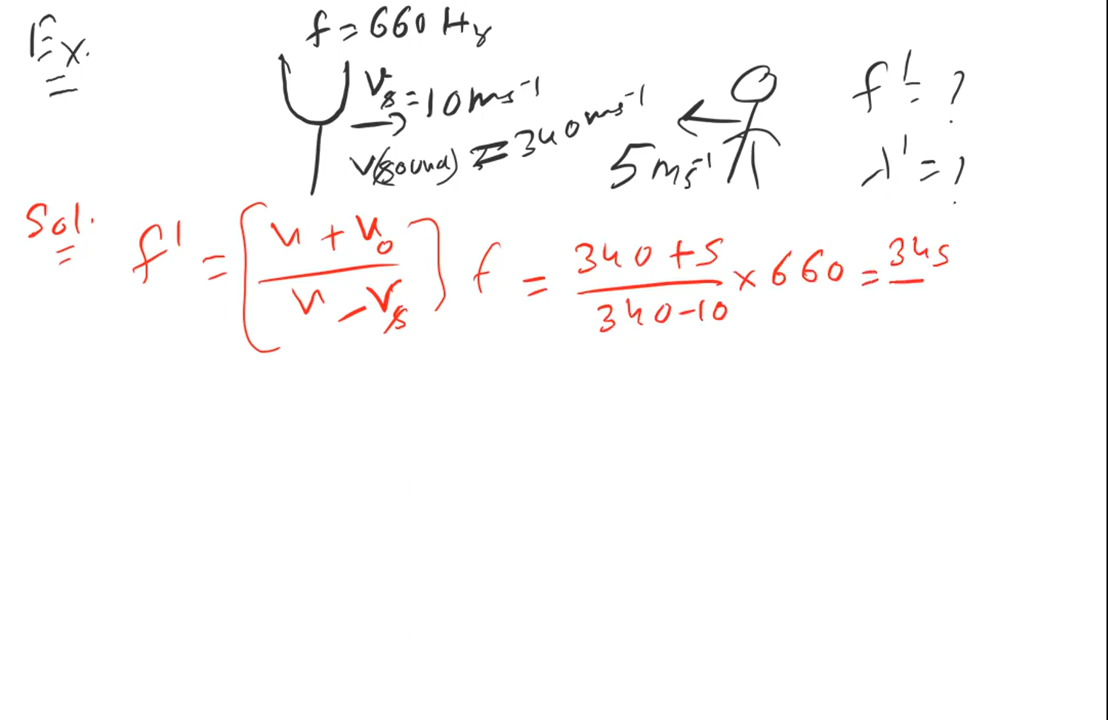 Ex.
f = 660 Hz
Vs = 10 ms⁻¹
V(sound) = 340 ms⁻¹
5 ms⁻¹
f' = ?
λ' = ?
Sol.
f' = [(v + v₀)/(v - vs)] f = (340 + 5)/(340 - 10) × 660 = 345